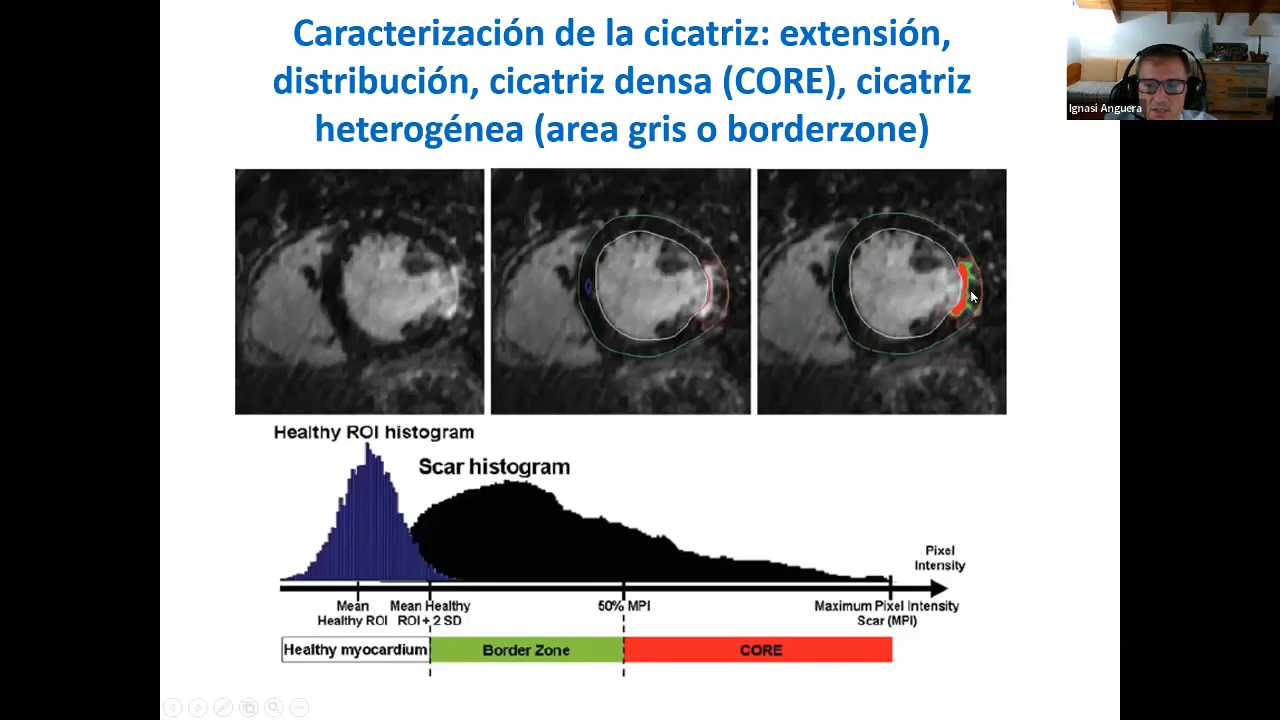 Caracterización de la cicatriz: extensión,
distribución, cicatriz densa (CORE), cicatriz
heterogénea (area gris o borderzone)
Ignasi Anguera
Healthy ROI histogram
Scar histogram
Pixel
Intensity
Mean
Healthy ROI
Mean Healthy
ROI + 2 SD
50% MPI
Maximum Pixel Intensity
Scar (MPI)
Healthy myocardium
Border Zone
CORE